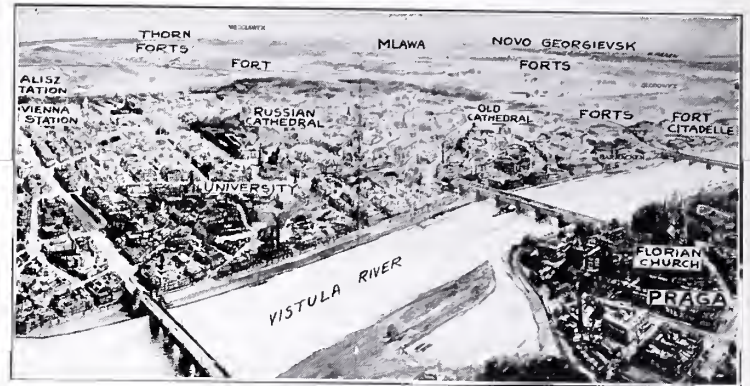 THORN
FORTS
FORT
MLAWA
NOVO GEORGIEVSK
FORTS
ALISZ
TATION
VIENNA
STATION
RUSSIAN
CATHEDRAL
OLD
CATHEDRAL
FORTS
FORT
CITADELLE
UNIVERSITY
VISTULA RIVER
FLORIAN
CHURCH
PRAGA